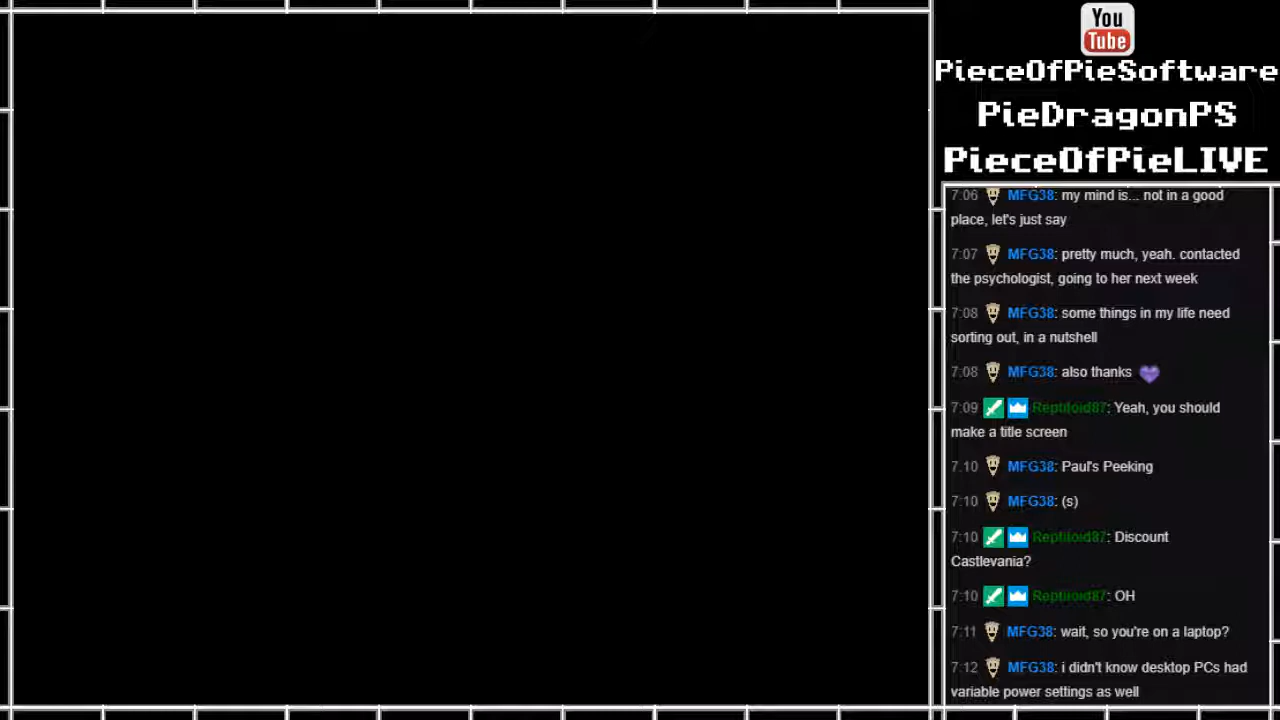 You
Tube
PieceOfPieSoftware
PieDragonPS
PieceOfPieLIVE
7:06 MFG38: my mind is... not in a good
place, let's just say
7:07 MFG38: pretty much, yeah. contacted
the psychologist, going to her next week
7:08 MFG38: some things in my life need
sorting out, in a nutshell
7:08 MFG38: also thanks
7:09 Reptiloid87: Yeah, you should
make a title screen
7:10 MFG38: Paul's Peeking
7:10 MFG38: (s)
7:10 Reptiloid87: Discount
Castlevania?
7:10 Reptiloid87: OH
7:11 MFG38: wait, so you're on a laptop?
7:12 MFG38: i didn't know desktop PCs had
variable power settings as well